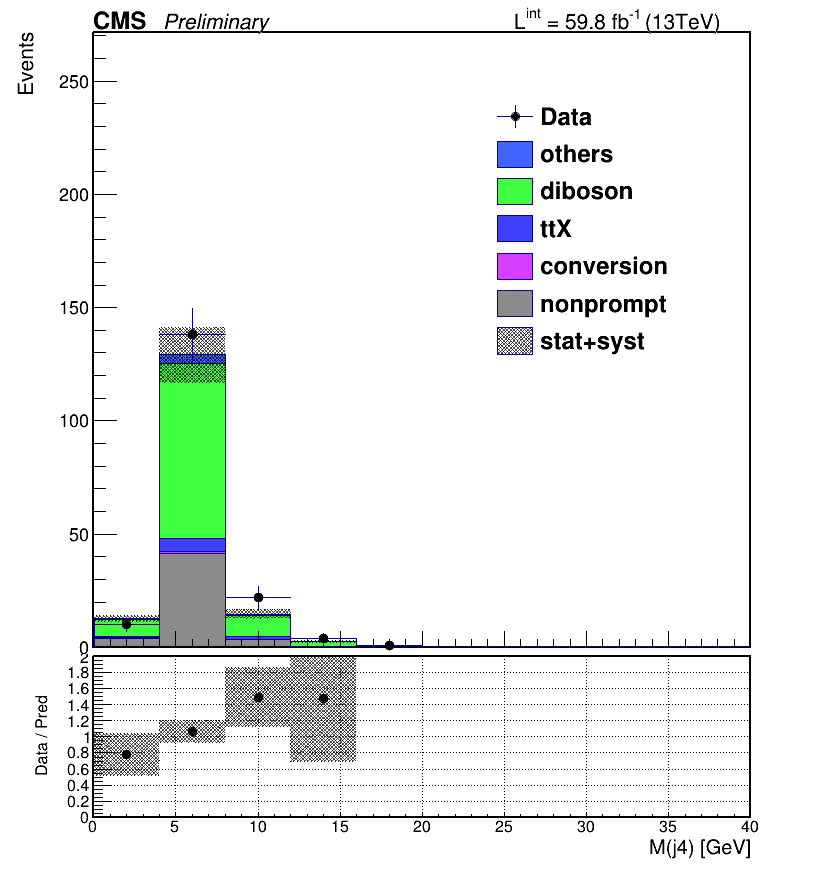 CMS Preliminary L^int = 59.8 fb^-1 (13TeV)
Events
250
200
150
100
50
0
Data
others
diboson
ttX
conversion
nonprompt
stat+syst
Data / Pred
2
1.8
1.6
1.4
1.2
1
0.8
0.6
0.4
0.2
0
0 5 10 15 20 25 30 35 40
M(j4) [GeV]